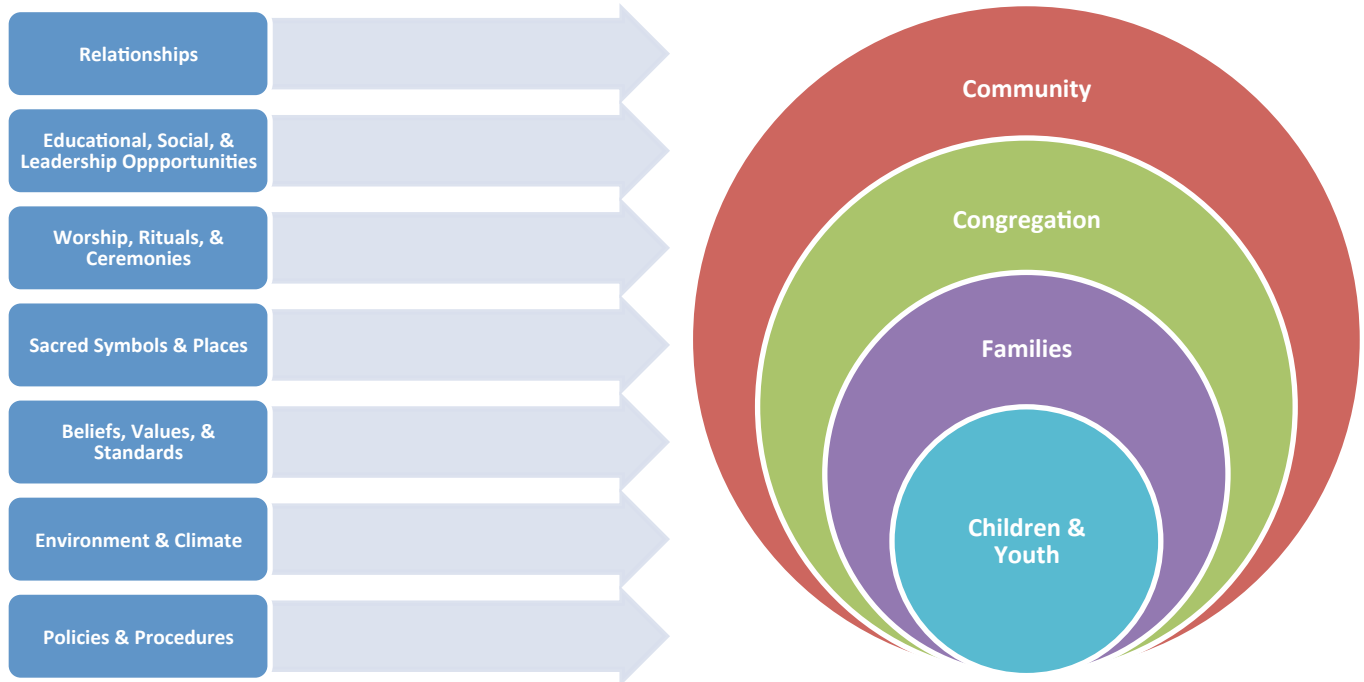 Relationships
Educational, Social, &
Leadership Oppportunities
Worship, Rituals, &
Ceremonies
Sacred Symbols & Places
Beliefs, Values, &
Standards
Environment & Climate
Policies & Procedures
Community
Congregation
Families
Children &
Youth